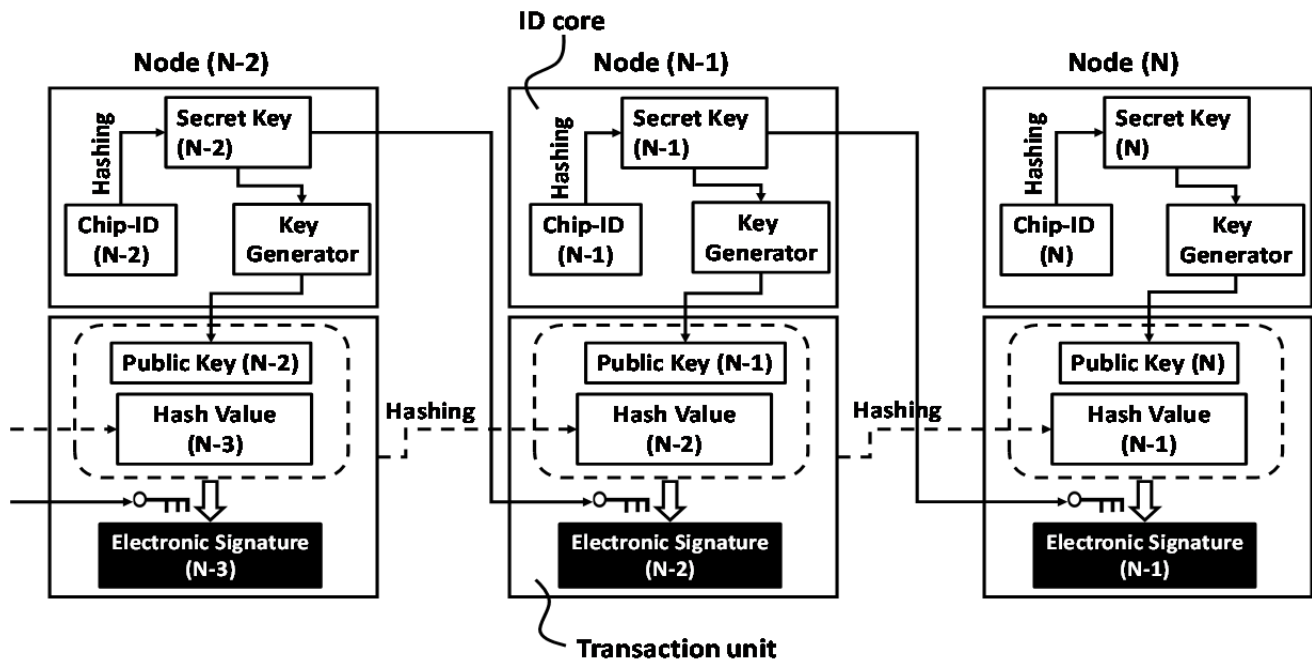 ID core
Node (N-2)
Node (N-1)
Node (N)
Hashing
Secret Key
(N-2)
Chip-ID
(N-2)
Key
Generator
Hashing
Secret Key
(N-1)
Chip-ID
(N-1)
Key
Generator
Hashing
Secret Key
(N)
Chip-ID
(N)
Key
Generator
Public Key (N-2)
Hash Value
(N-3)
Electronic Signature
(N-3)
Hashing
Public Key (N-1)
Hash Value
(N-2)
Electronic Signature
(N-2)
Hashing
Public Key (N)
Hash Value
(N-1)
Electronic Signature
(N-1)
Transaction unit